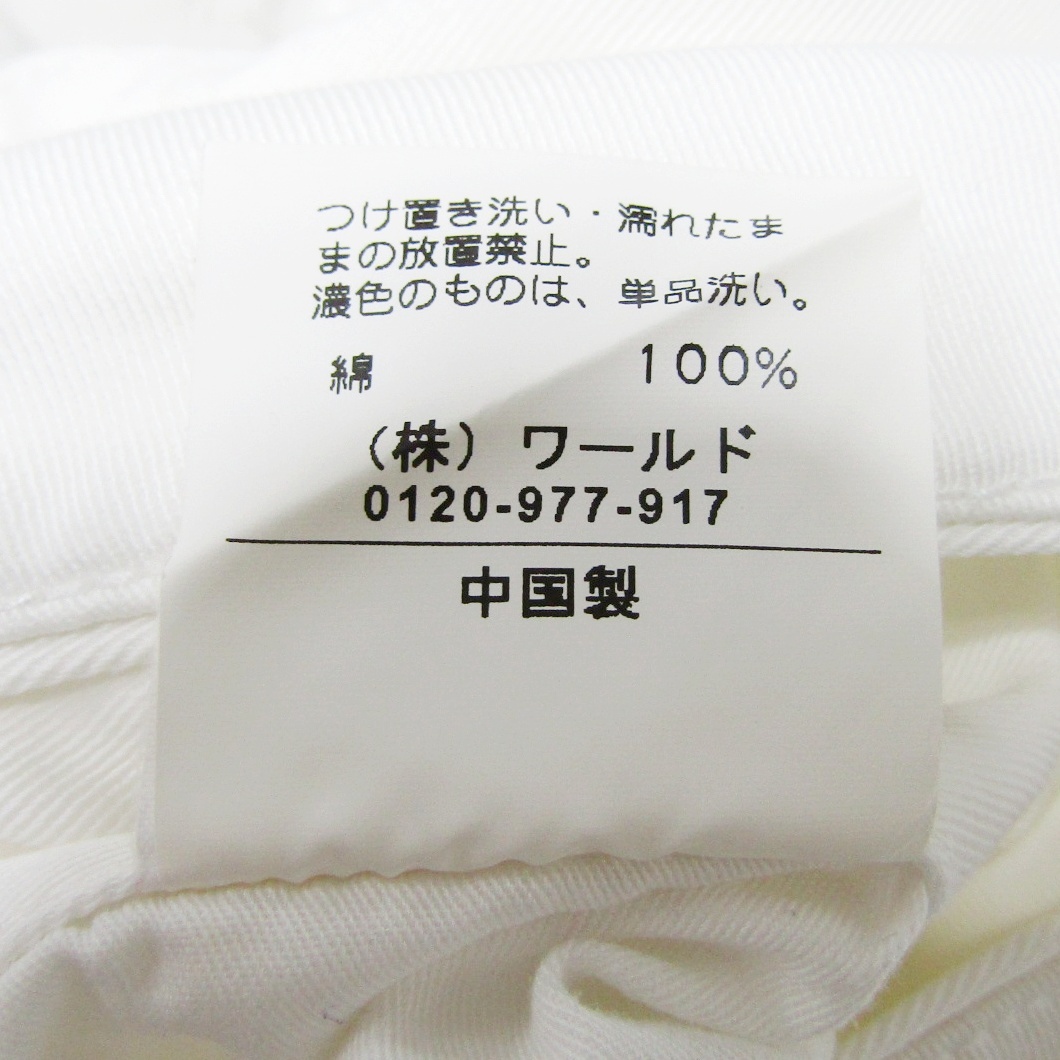 つけ置き洗い・濡れたま
まの放置禁止。
濃色のものは、単品洗い。
綿 100%
(株)ワールド
0120-977-917
中国製